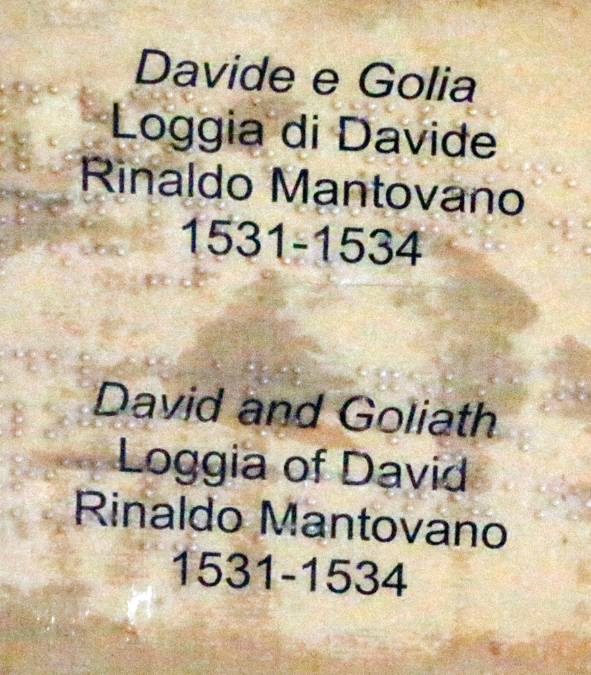 Davide e Golia
Loggia di Davide
Rinaldo Mantovano
1531-1534
David and Goliath
Loggia of David
Rinaldo Mantovano
1531-1534